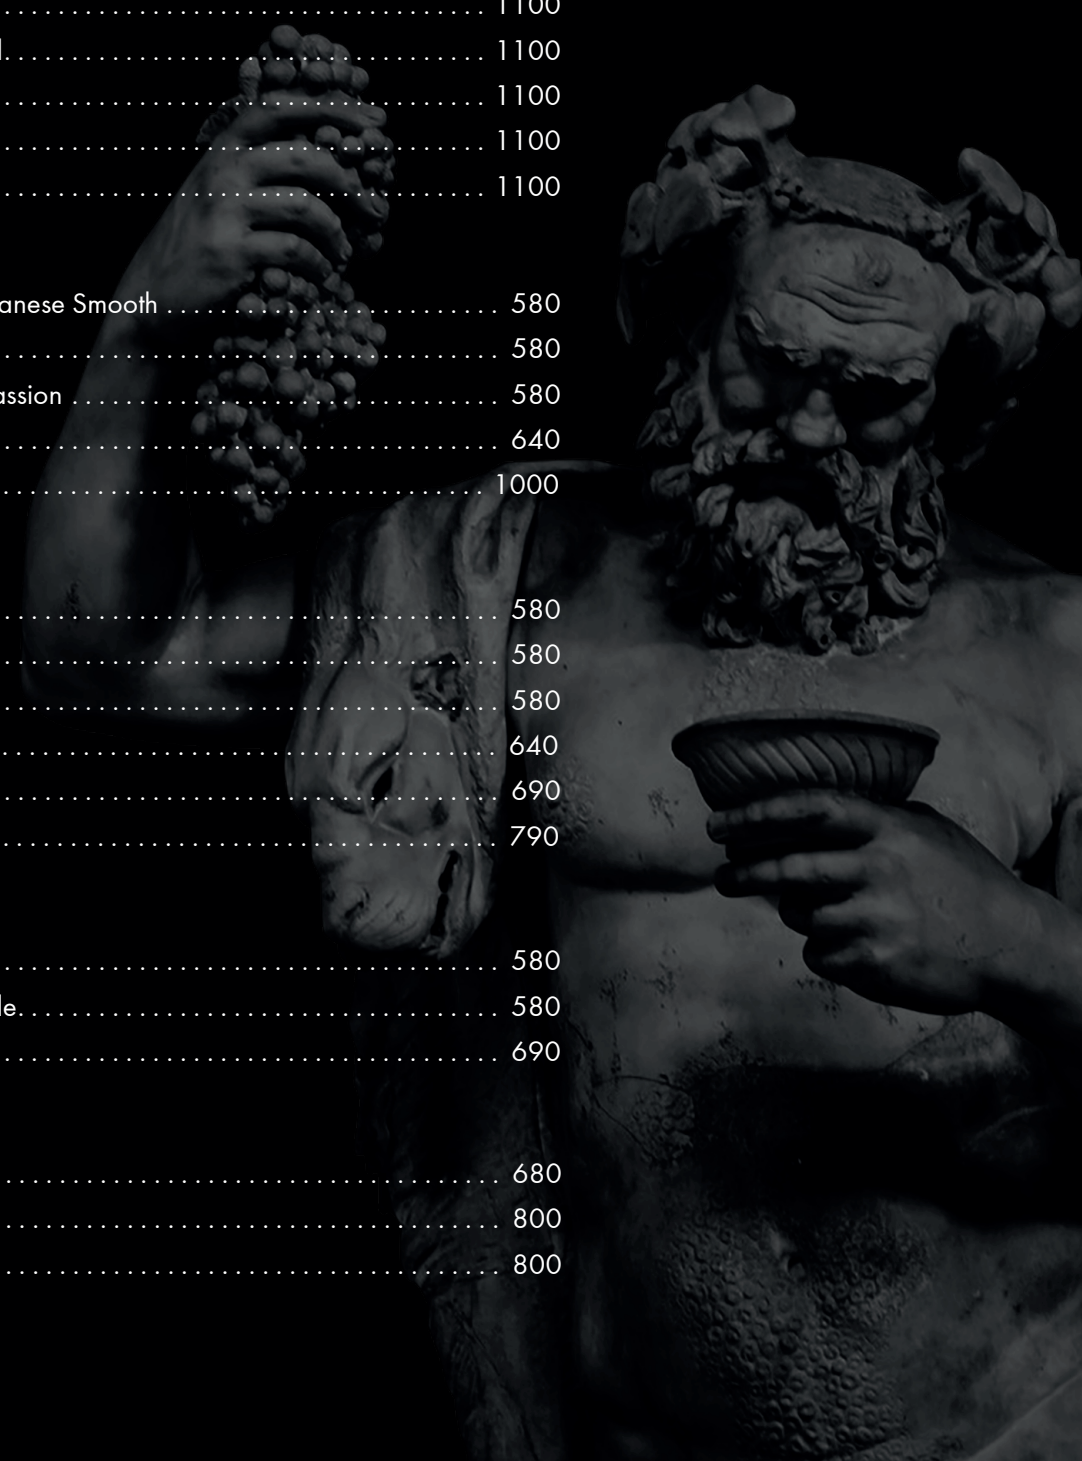 . . . . . . . . . . . . . . . . . . . . . . . . . . . . . . . . . . . 1100
l. . . . . . . . . . . . . . . . . . . . . . . . . . . . . . . . . . . 1100
. . . . . . . . . . . . . . . . . . . . . . . . . . . . . . . . . . . 1100
. . . . . . . . . . . . . . . . . . . . . . . . . . . . . . . . . . . 1100
. . . . . . . . . . . . . . . . . . . . . . . . . . . . . . . . . . . 1100
anese Smooth . . . . . . . . . . . . . . . . . . . . . . . . . 580
. . . . . . . . . . . . . . . . . . . . . . . . . . . . . . . . . . . . 580
assion . . . . . . . . . . . . . . . . . . . . . . . . . . . . . . . . 580
. . . . . . . . . . . . . . . . . . . . . . . . . . . . . . . . . . . . 640
. . . . . . . . . . . . . . . . . . . . . . . . . . . . . . . . . . . 1000
. . . . . . . . . . . . . . . . . . . . . . . . . . . . . . . . . . . . 580
. . . . . . . . . . . . . . . . . . . . . . . . . . . . . . . . . . . . 580
. . . . . . . . . . . . . . . . . . . . . . . . . . . . . . . . . . . . 580
. . . . . . . . . . . . . . . . . . . . . . . . . . . . . . . . . . . . 640
. . . . . . . . . . . . . . . . . . . . . . . . . . . . . . . . . . . . 690
. . . . . . . . . . . . . . . . . . . . . . . . . . . . . . . . . . . . 790
. . . . . . . . . . . . . . . . . . . . . . . . . . . . . . . . . . . . 580
le. . . . . . . . . . . . . . . . . . . . . . . . . . . . . . . . . . . 580
. . . . . . . . . . . . . . . . . . . . . . . . . . . . . . . . . . . . 690
. . . . . . . . . . . . . . . . . . . . . . . . . . . . . . . . . . . . 680
. . . . . . . . . . . . . . . . . . . . . . . . . . . . . . . . . . . . 800
. . . . . . . . . . . . . . . . . . . . . . . . . . . . . . . . . . . . 800